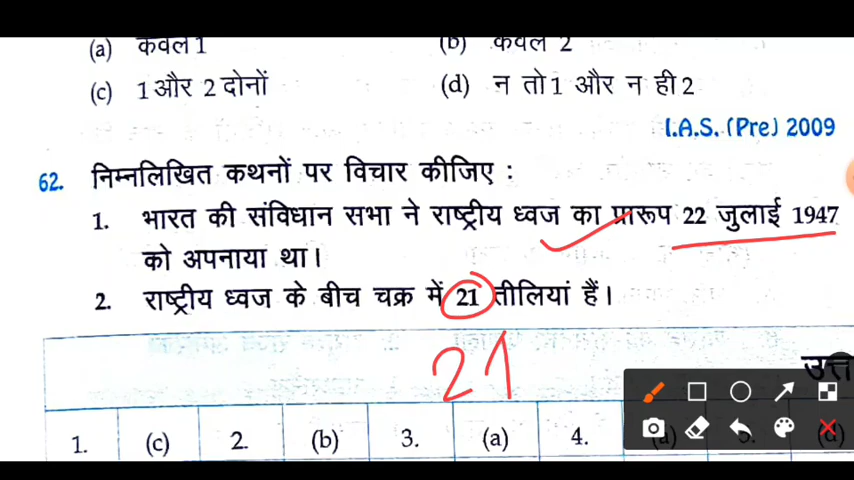 (a) केवल 1 (b) केवल 2
(c) 1 और 2 दोनों (d) न तो 1 और न ही 2
I.A.S. (Pre) 2009
62. निम्नलिखित कथनों पर विचार कीजिए :
1. भारत की संविधान सभा ने राष्ट्रीय ध्वज का प्रारूप 22 जुलाई 1947
को अपनाया था।
2. राष्ट्रीय ध्वज के बीच चक्र में 21 तीलियां हैं।
21
1. (c) 2. (b) 3. (a) 4.